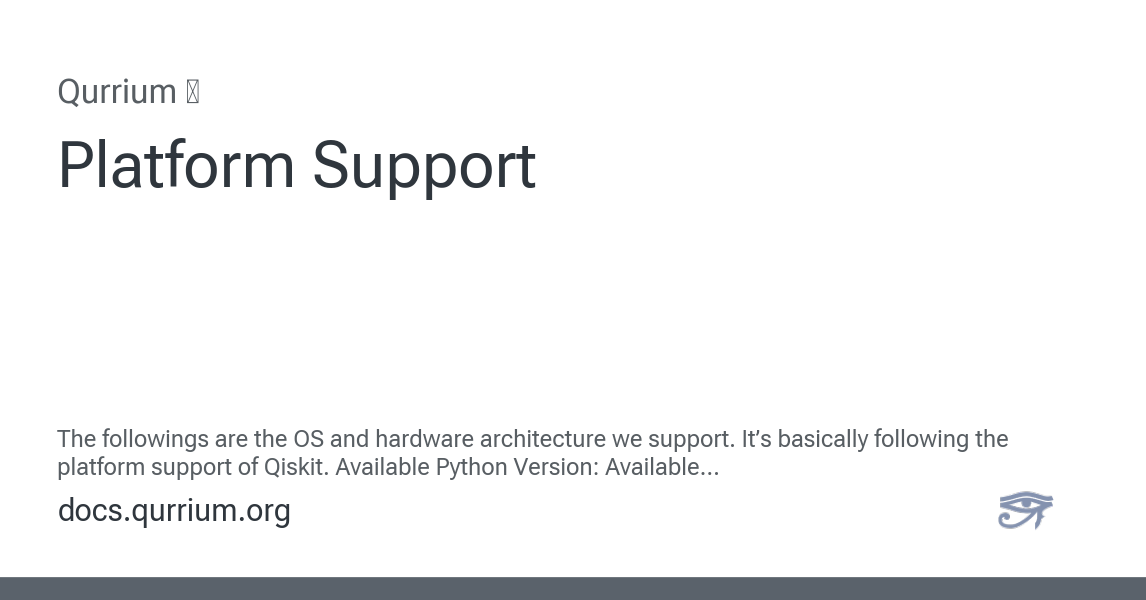 Qurrium
Platform Support
The followings are the OS and hardware architecture we support. It’s basically following the
platform support of Qiskit. Available Python Version: Available...
docs.qurrium.org